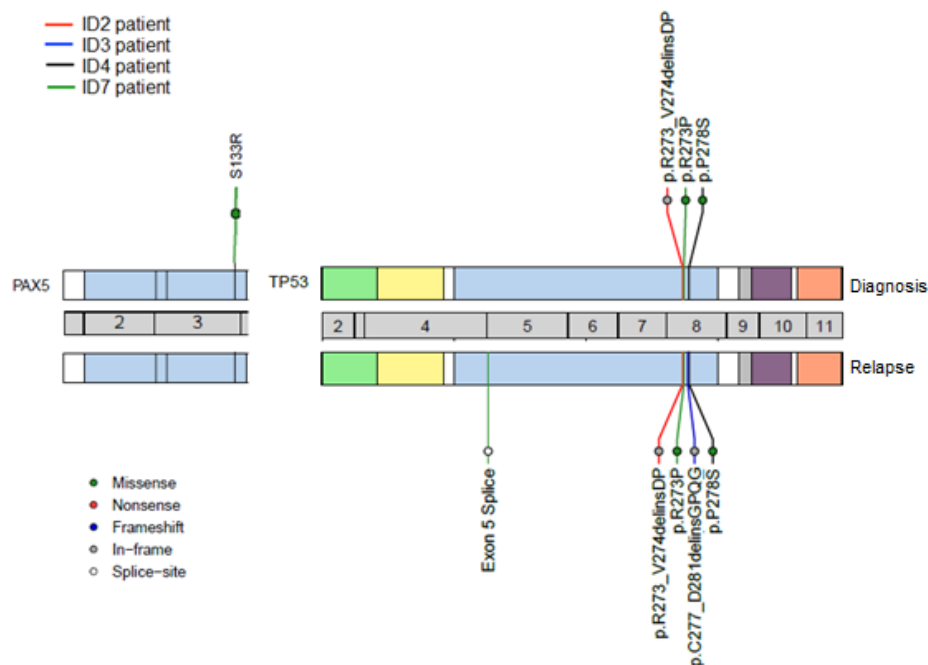 ID2 patient
ID3 patient
ID4 patient
ID7 patient
S133R
p.R273_V274delinsDP
p.R273P
p.P278S
PAX5
TP53
Diagnosis
2
3
2
4
5
6
7
8
9
10
11
Relapse
Missense
Nonsense
Frameshift
In-frame
Splice-site
Exon 5 Splice
p.R273_V274delinsDP
p.R273P
p.C277_D281delinsGPQG
p.P278S